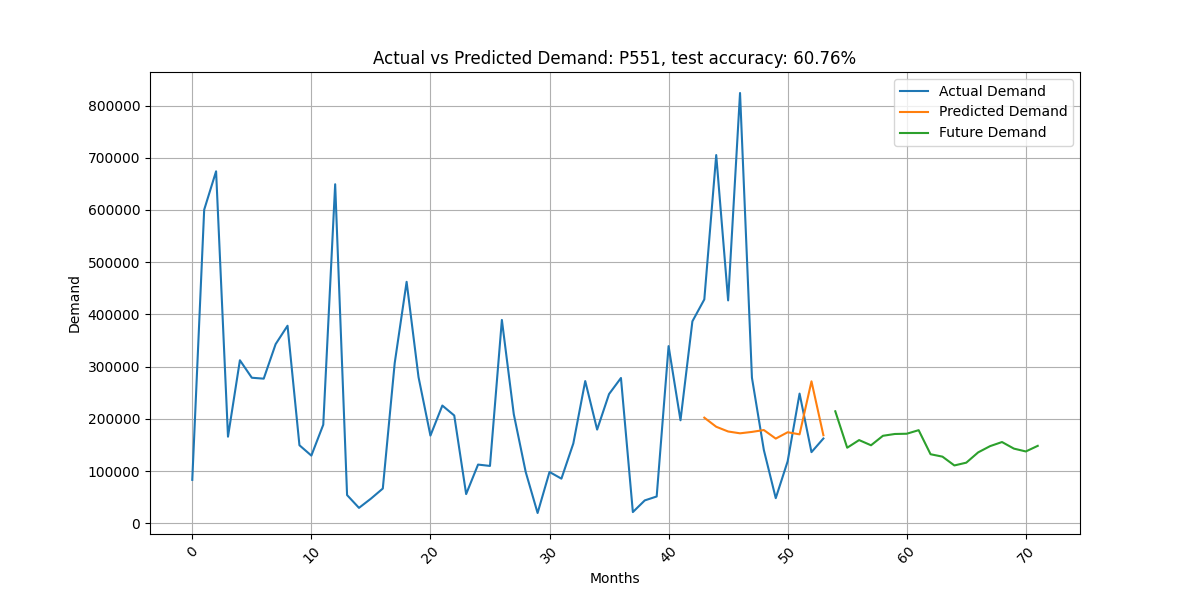 Actual vs Predicted Demand: P551, test accuracy: 60.76%
Actual Demand
Predicted Demand
Future Demand
800000
700000
600000
500000
400000
300000
200000
100000
0
Demand
0
10
20
30
40
50
60
70
Months